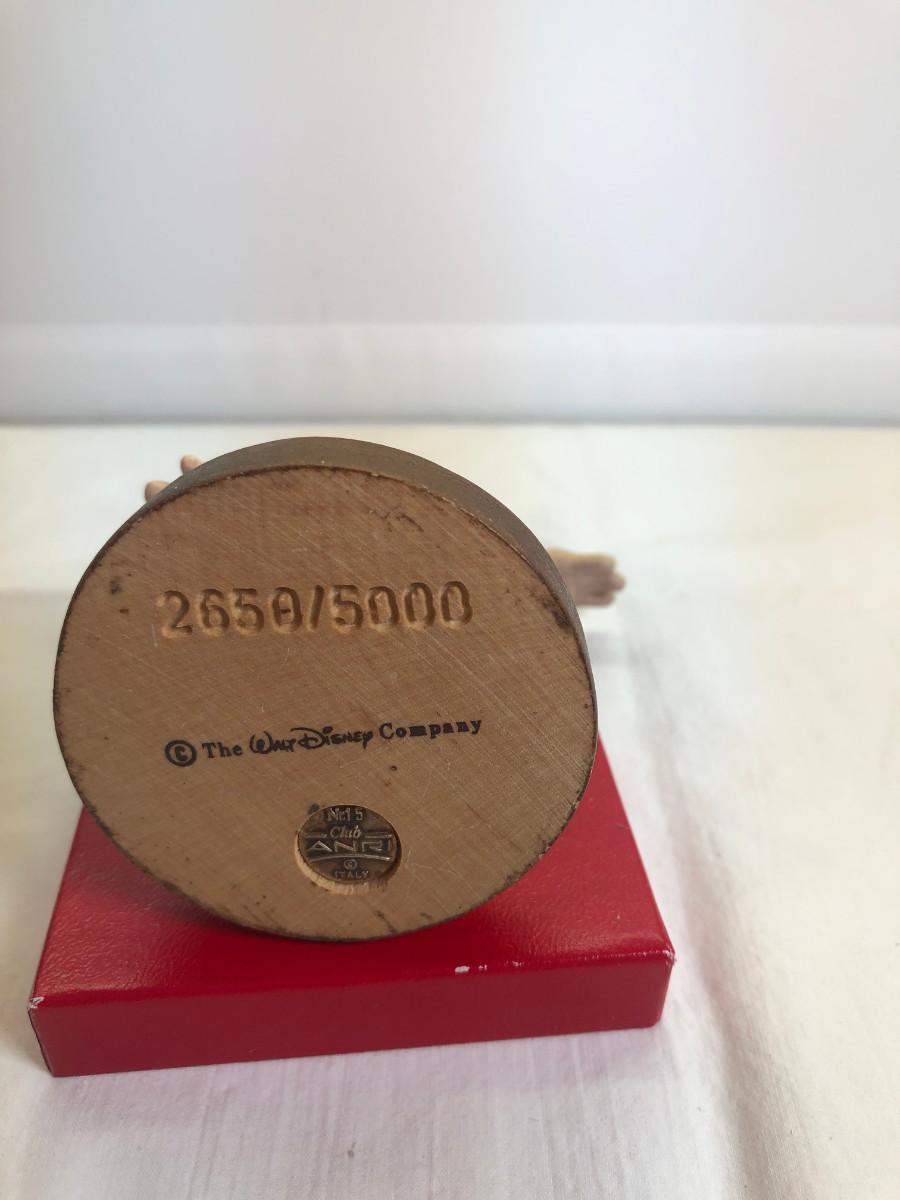 2650/5000
© The Walt Disney Company
Nr.15
Club
ANRI
©
ITALY